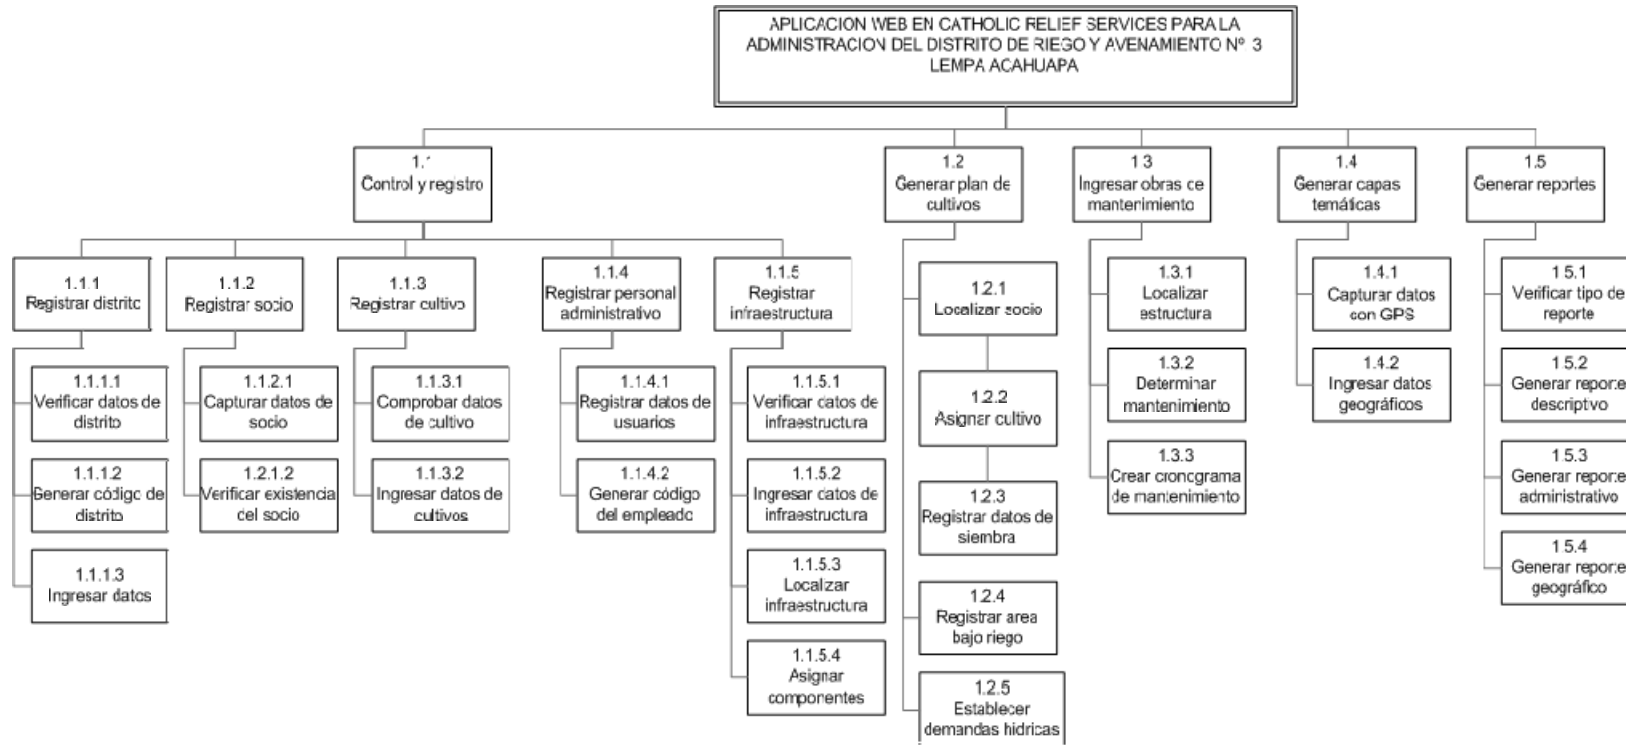 APLICACION WEB EN CATHOLIC RELIEF SERVICES PARA LA
ADMINISTRACION DEL DISTRITO DE RIEGO Y AVENAMIENTO Nº 3
LEMPA ACAHUAPA
1.1
Control y registro
1.2
Generar plan de
cultivos
1.3
Ingresar obras de
mantenimiento
1.4
Generar capas
temáticas
1.5
Generar reportes
1.1.1
Registrar distrito
1.1.2
Registrar socio
1.1.3
Registrar cultivo
1.1.4
Registrar personal
administrativo
1.1.5
Registrar
infraestructura
1.1.1.1
Verificar datos de
distrito
1.1.1.2
Generar código de
distrito
1.1.1.3
Ingresar datos
1.1.2.1
Capturar datos de
socio
1.2.1.2
Verificar existencia
del socio
1.1.3.1
Comprobar datos
de cultivo
1.1.3.2
Ingresar datos de
cultivos
1.1.4.1
Registrar datos de
usuarios
1.1.4.2
Generar código
del empleado
1.1.5.1
Verificar datos de
infraestructura
1.1.5.2
Ingresar datos de
infraestructura
1.1.5.3
Localizar
infraestructura
1.1.5.4
Asignar
componentes
1.2.1
Localizar socio
1.2.2
Asignar cultivo
1.2.3
Registrar datos de
siembra
1.2.4
Registrar area
bajo riego
1.2.5
Establecer
demandas hidricas
1.3.1
Localizar
estructura
1.3.2
Determinar
mantenimiento
1.3.3
Crear cronograma
de mantenimiento
1.4.1
Capturar datos
con GPS
1.4.2
Ingresar datos
geográficos
1.5.1
Verificar tipo de
reporte
1.5.2
Generar reporte
descriptivo
1.5.3
Generar reporte
administrativo
1.5.4
Generar reporte
geográfico